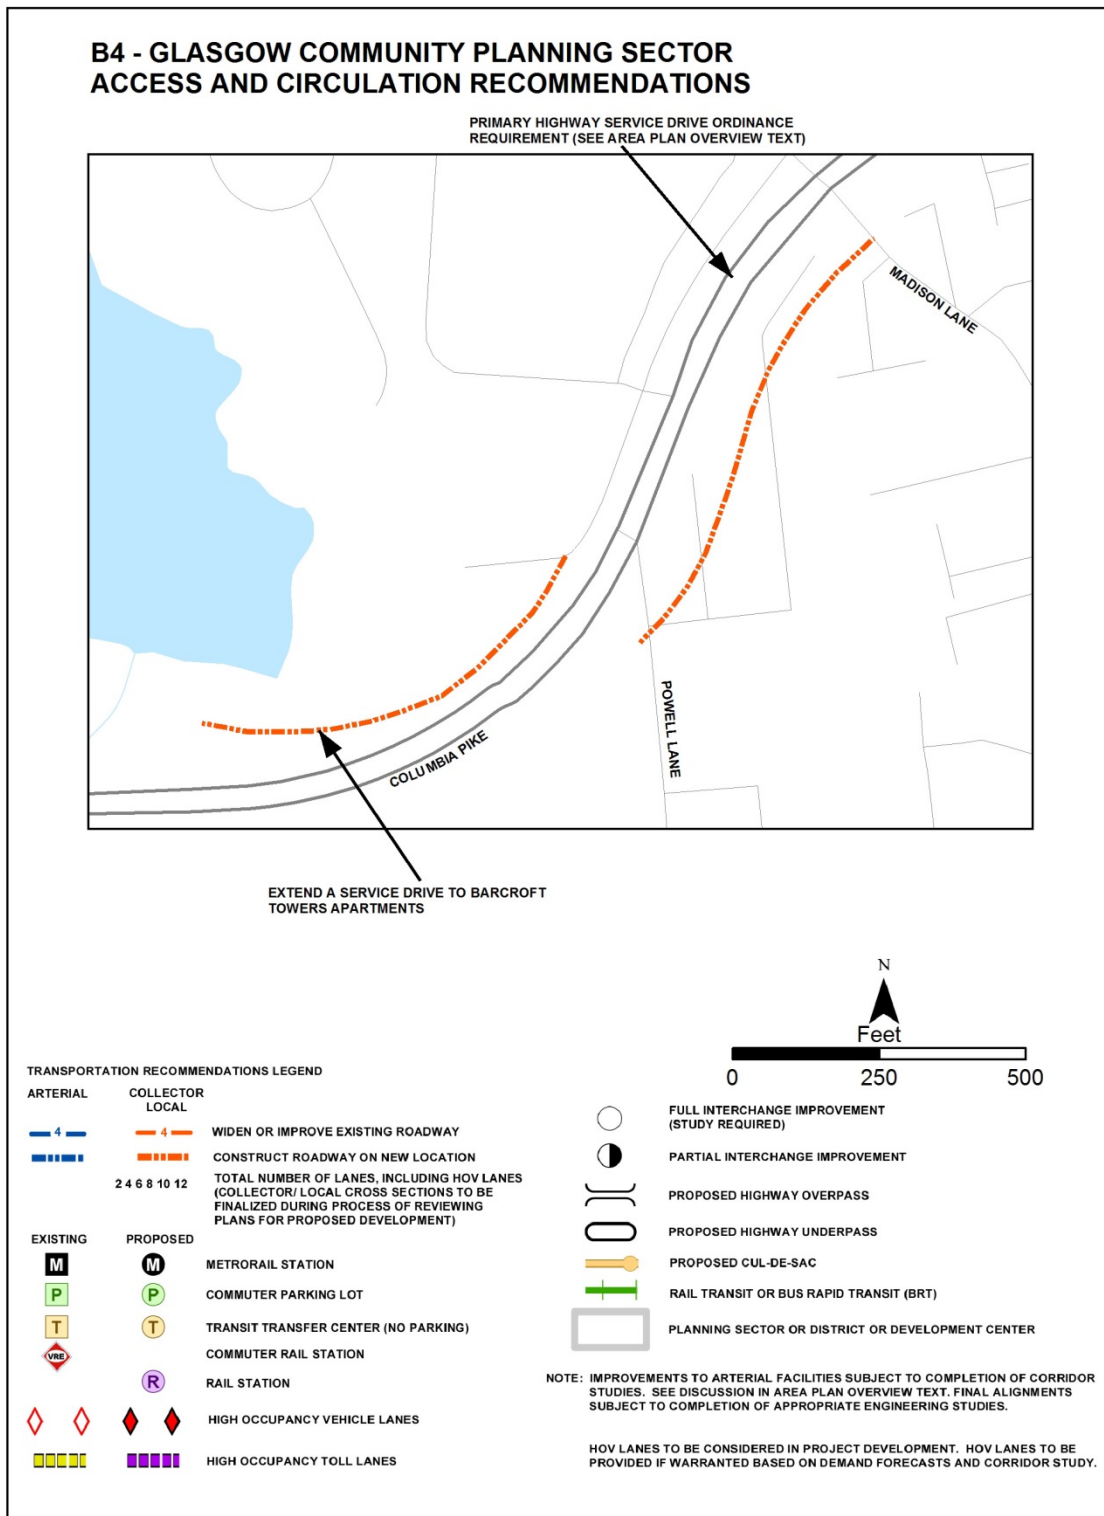 B4 - GLASGOW COMMUNITY PLANNING SECTOR
ACCESS AND CIRCULATION RECOMMENDATIONS
PRIMARY HIGHWAY SERVICE DRIVE ORDINANCE
REQUIREMENT (SEE AREA PLAN OVERVIEW TEXT)
MADISON LANE
POWELL LANE
COLUMBIA PIKE
EXTEND A SERVICE DRIVE TO BARCROFT
TOWERS APARTMENTS
N
Feet
0 250 500
TRANSPORTATION RECOMMENDATIONS LEGEND
ARTERIAL COLLECTOR
LOCAL
4 4 WIDEN OR IMPROVE EXISTING ROADWAY
CONSTRUCT ROADWAY ON NEW LOCATION
2 4 6 8 10 12 TOTAL NUMBER OF LANES, INCLUDING HOV LANES
(COLLECTOR/ LOCAL CROSS SECTIONS TO BE
FINALIZED DURING PROCESS OF REVIEWING
PLANS FOR PROPOSED DEVELOPMENT)
EXISTING PROPOSED
M M METRORAIL STATION
P P COMMUTER PARKING LOT
T T TRANSIT TRANSFER CENTER (NO PARKING)
VRE COMMUTER RAIL STATION
R RAIL STATION
HIGH OCCUPANCY VEHICLE LANES
HIGH OCCUPANCY TOLL LANES
FULL INTERCHANGE IMPROVEMENT
(STUDY REQUIRED)
PARTIAL INTERCHANGE IMPROVEMENT
PROPOSED HIGHWAY OVERPASS
PROPOSED HIGHWAY UNDERPASS
PROPOSED CUL-DE-SAC
RAIL TRANSIT OR BUS RAPID TRANSIT (BRT)
PLANNING SECTOR OR DISTRICT OR DEVELOPMENT CENTER
NOTE: IMPROVEMENTS TO ARTERIAL FACILITIES SUBJECT TO COMPLETION OF CORRIDOR
STUDIES. SEE DISCUSSION IN AREA PLAN OVERVIEW TEXT. FINAL ALIGNMENTS
SUBJECT TO COMPLETION OF APPROPRIATE ENGINEERING STUDIES.
HOV LANES TO BE CONSIDERED IN PROJECT DEVELOPMENT. HOV LANES TO BE
PROVIDED IF WARRANTED BASED ON DEMAND FORECASTS AND CORRIDOR STUDY.